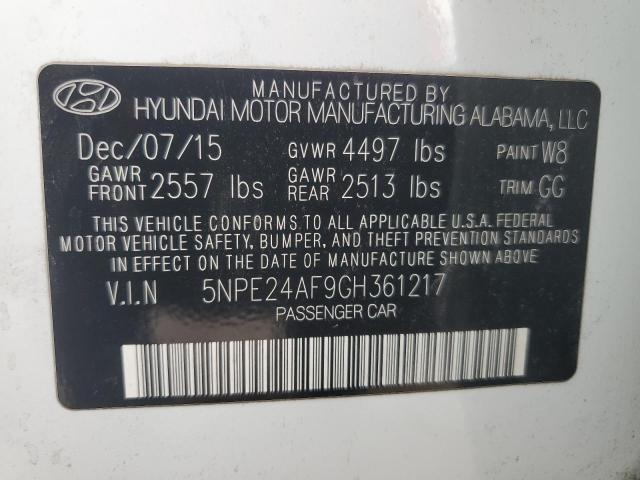 MANUFACTURED BY
HYUNDAI MOTOR MANUFACTURING ALABAMA, LLC
Dec/07/15 GVWR 4497 lbs PAINT W8
GAWR FRONT 2557 lbs GAWR REAR 2513 lbs TRIM GG
THIS VEHICLE CONFORMS TO ALL APPLICABLE U.S.A. FEDERAL
MOTOR VEHICLE SAFETY, BUMPER, AND THEFT PREVENTION STANDARDS
IN EFFECT ON THE DATE OF MANUFACTURE SHOWN ABOVE
V.I.N 5NPE24AF9GH361217
PASSENGER CAR